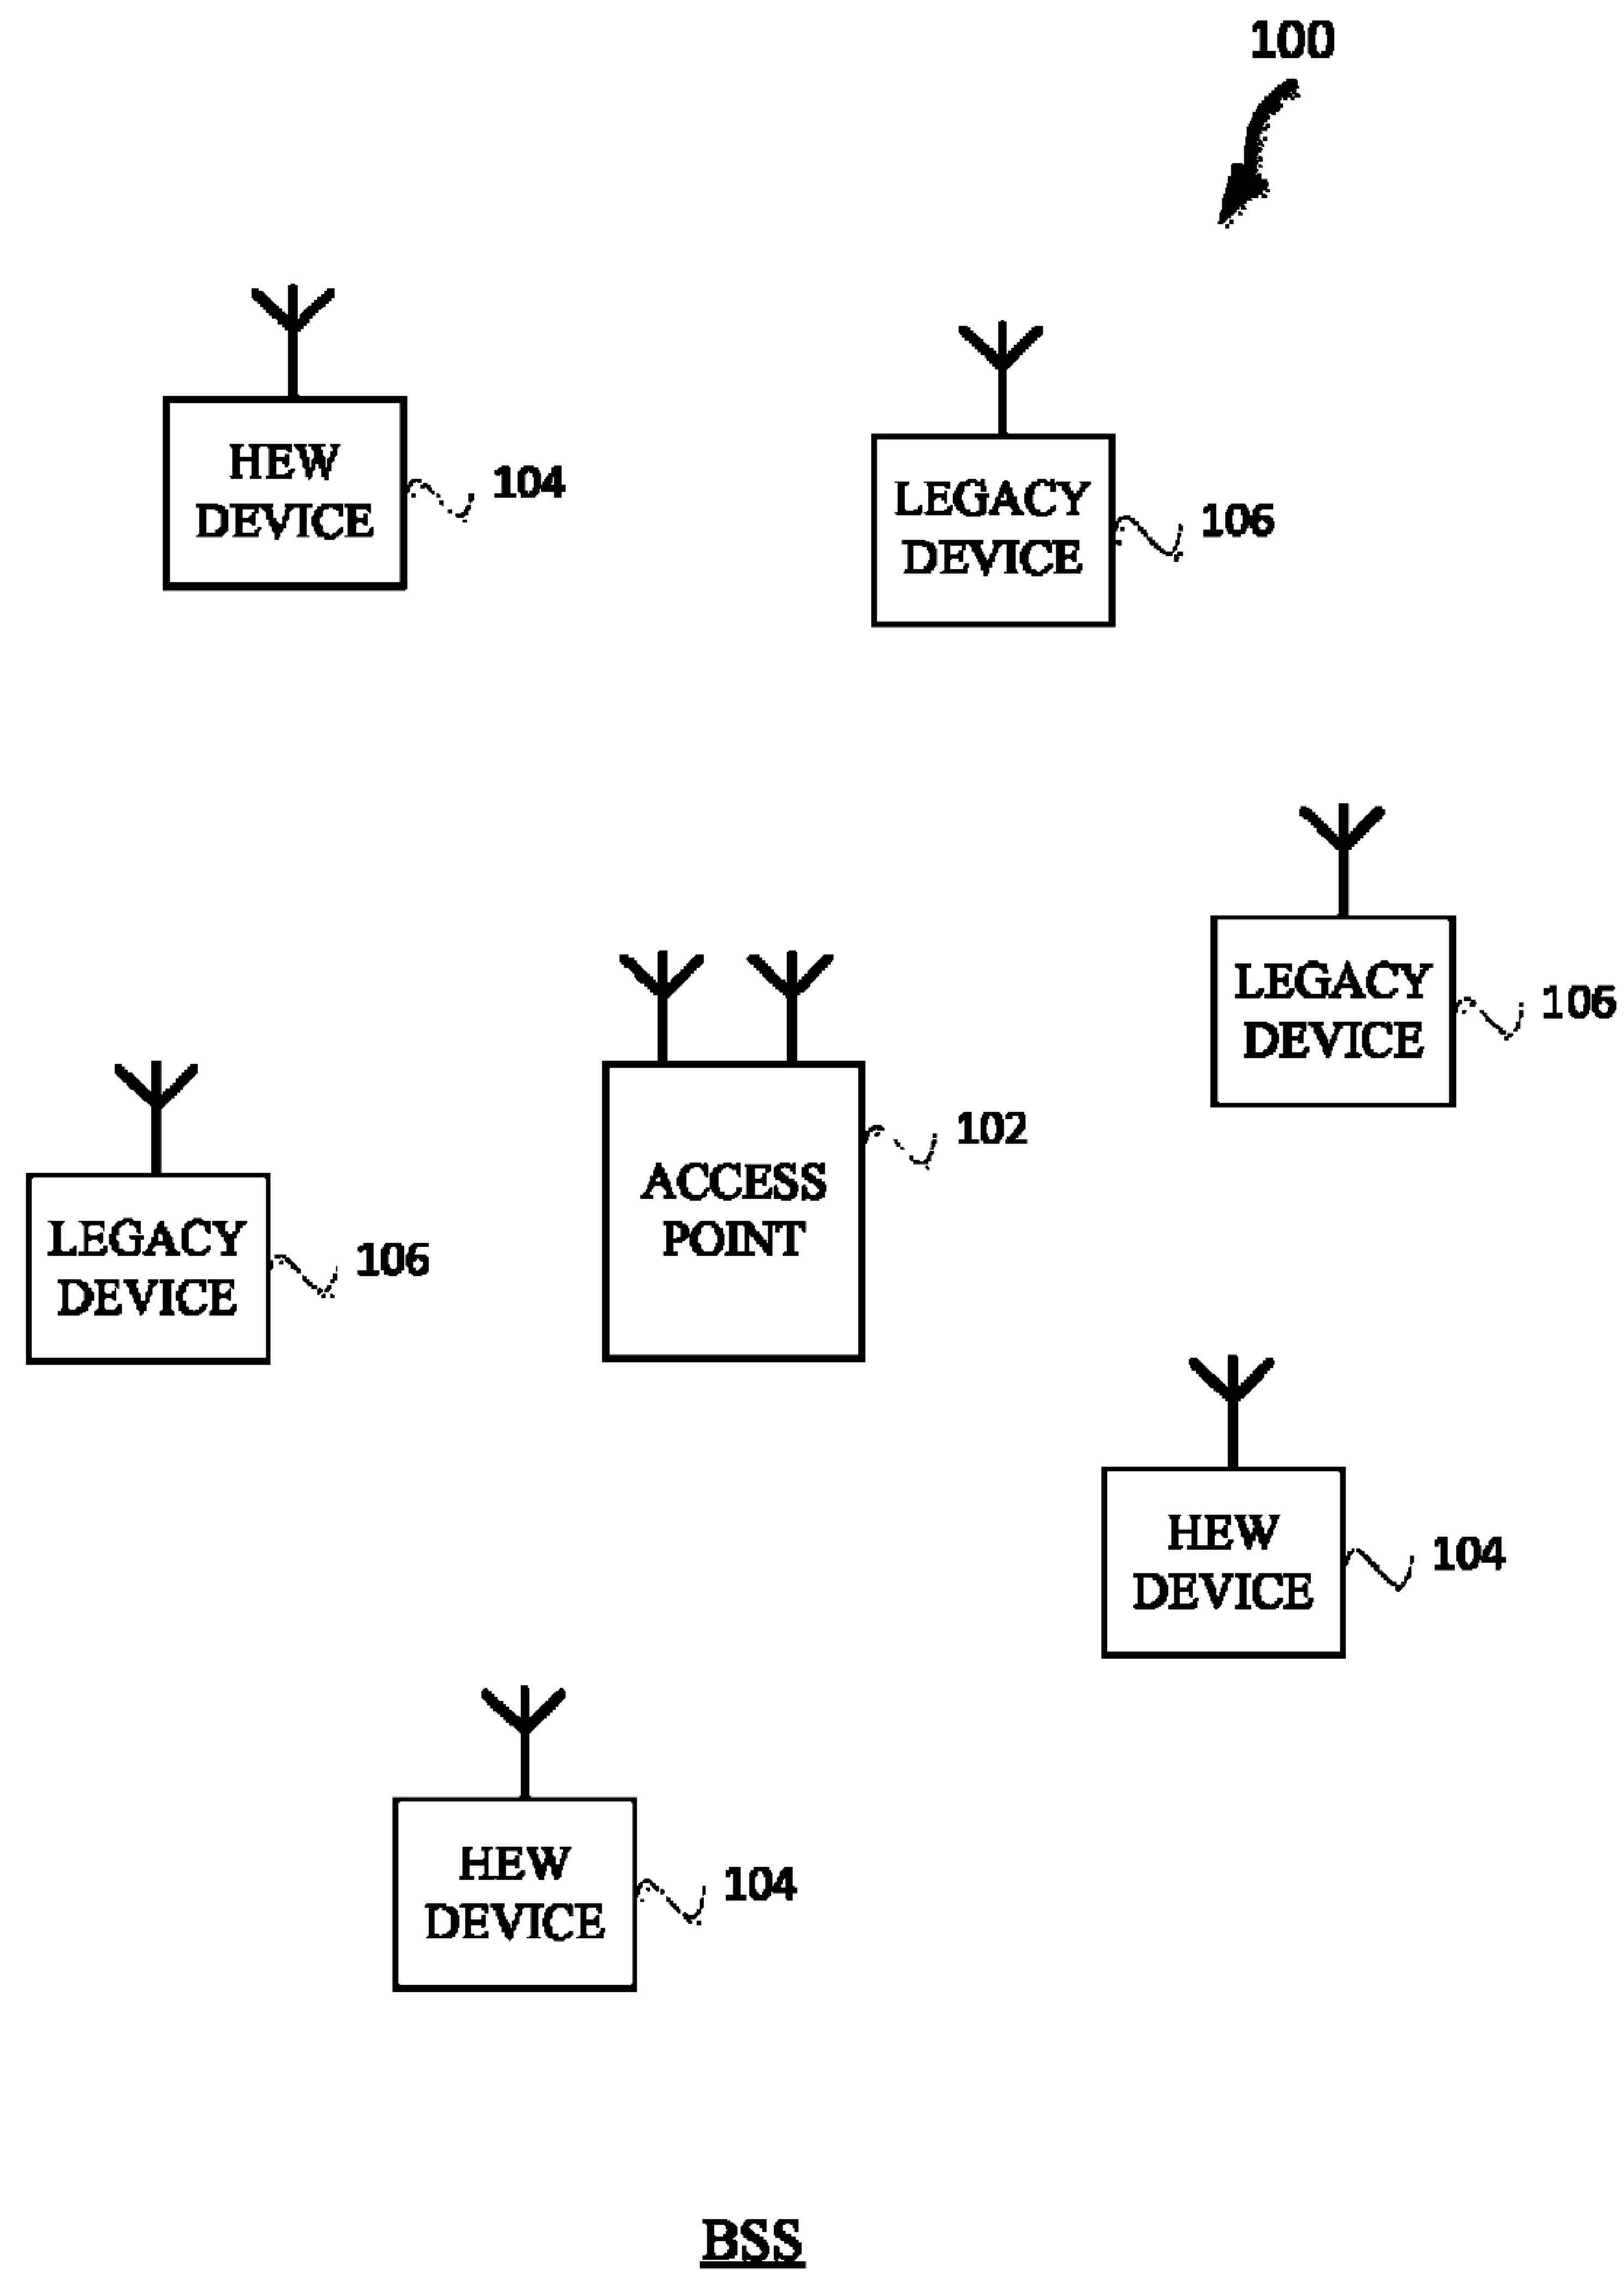 100
HEW
DEVICE
104
LEGACY
DEVICE
106
LEGACY
DEVICE
106
ACCESS
POINT
102
LEGACY
DEVICE
106
HEW
DEVICE
104
HEW
DEVICE
104
BSS